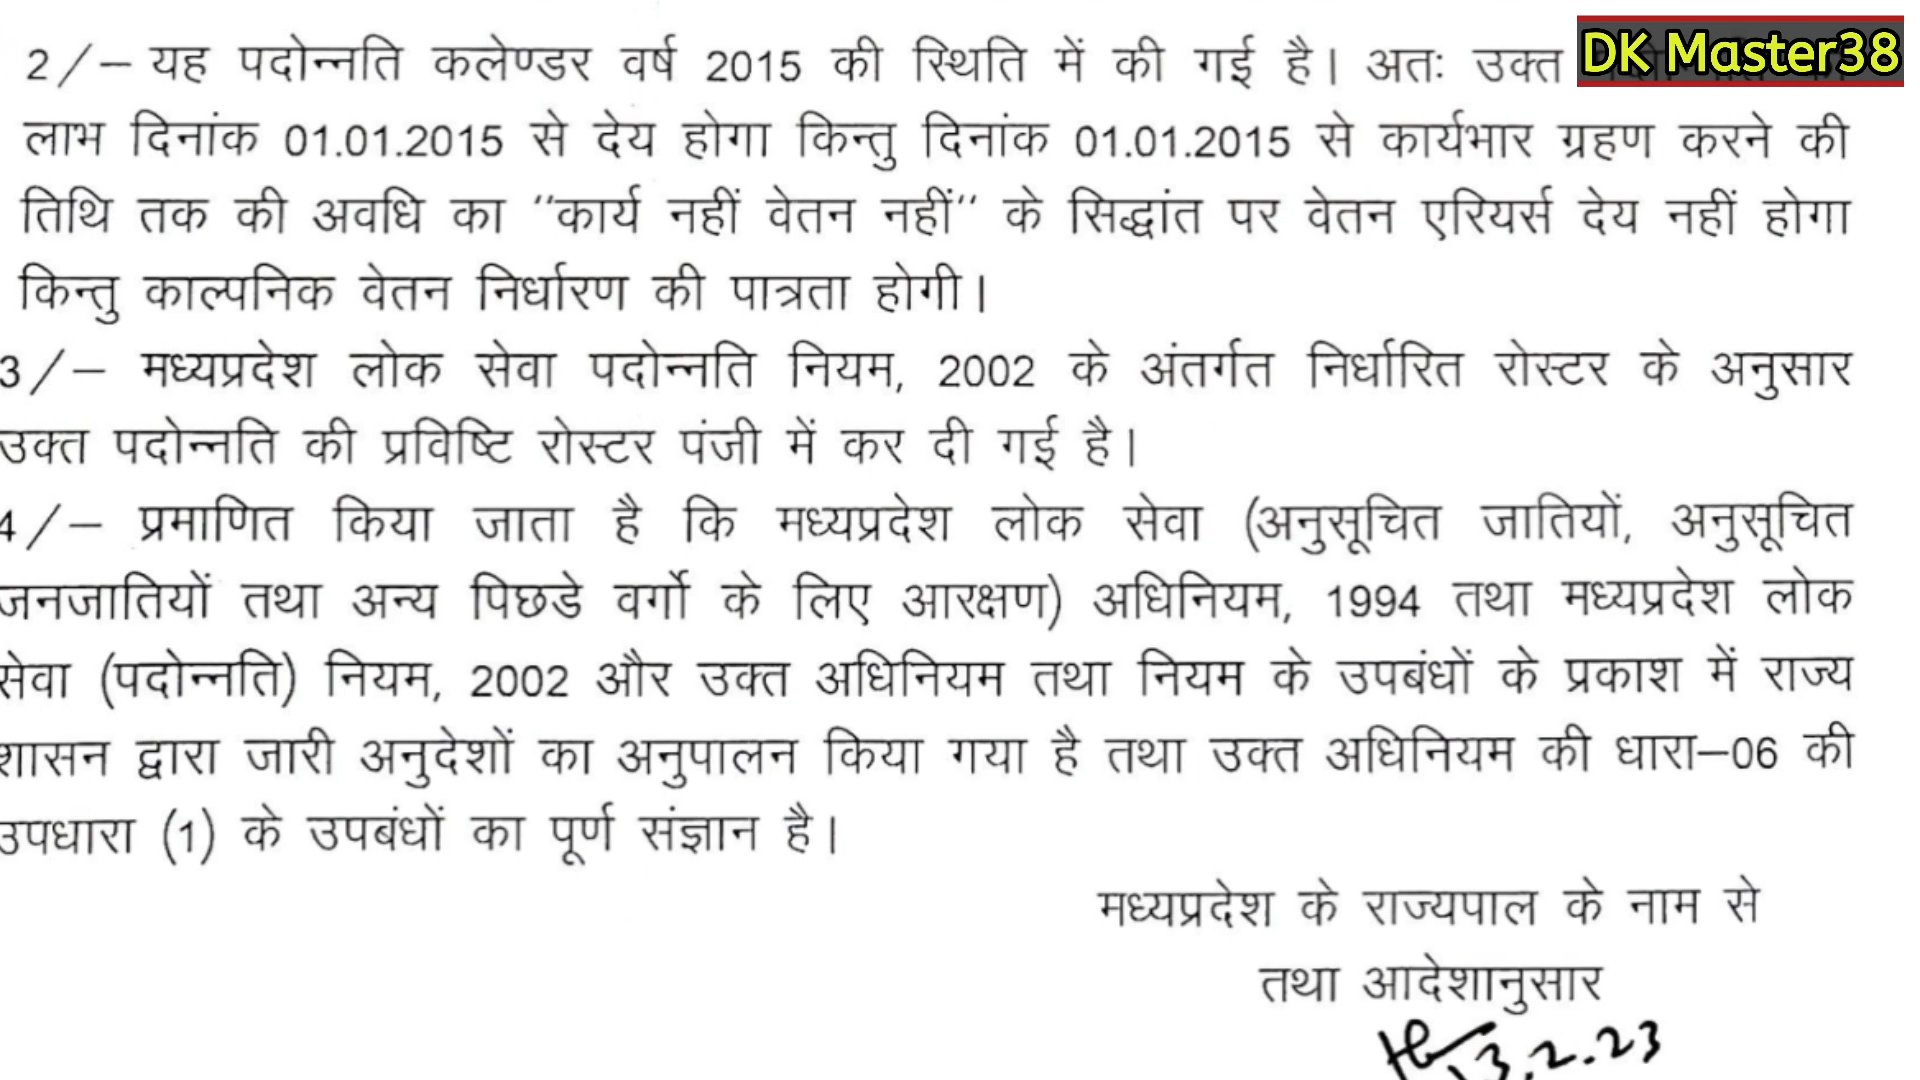 DK Master38
2/– यह पदोन्नति कलेण्डर वर्ष 2015 की स्थिति में की गई है। अतः उक्त
लाभ दिनांक 01.01.2015 से देय होगा किन्तु दिनांक 01.01.2015 से कार्यभार ग्रहण करने की
तिथि तक की अवधि का ''कार्य नहीं वेतन नहीं'' के सिद्धांत पर वेतन एरियर्स देय नहीं होगा
किन्तु काल्पनिक वेतन निर्धारण की पात्रता होगी।
3/– मध्यप्रदेश लोक सेवा पदोन्नति नियम, 2002 के अंतर्गत निर्धारित रोस्टर के अनुसार
उक्त पदोन्नति की प्रविष्टि रोस्टर पंजी में कर दी गई है।
4/– प्रमाणित किया जाता है कि मध्यप्रदेश लोक सेवा (अनुसूचित जातियों, अनुसूचित
जनजातियों तथा अन्य पिछडे वर्गो के लिए आरक्षण) अधिनियम, 1994 तथा मध्यप्रदेश लोक
सेवा (पदोन्नति) नियम, 2002 और उक्त अधिनियम तथा नियम के उपबंधों के प्रकाश में राज्य
शासन द्वारा जारी अनुदेशों का अनुपालन किया गया है तथा उक्त अधिनियम की धारा–06 की
उपधारा (1) के उपबंधों का पूर्ण संज्ञान है।
मध्यप्रदेश के राज्यपाल के नाम से
तथा आदेशानुसार
13.2.23